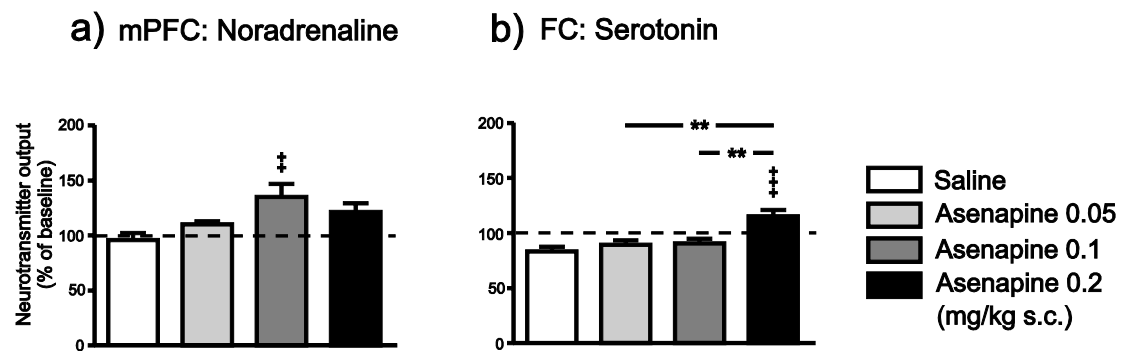 a) mPFC: Noradrenaline
b) FC: Serotonin
Neurotransmitter output
(% of baseline)
200
150
100
50
0
‡
200
150
100
50
0
**
**
‡
Saline
Asenapine 0.05
Asenapine 0.1
Asenapine 0.2
(mg/kg s.c.)